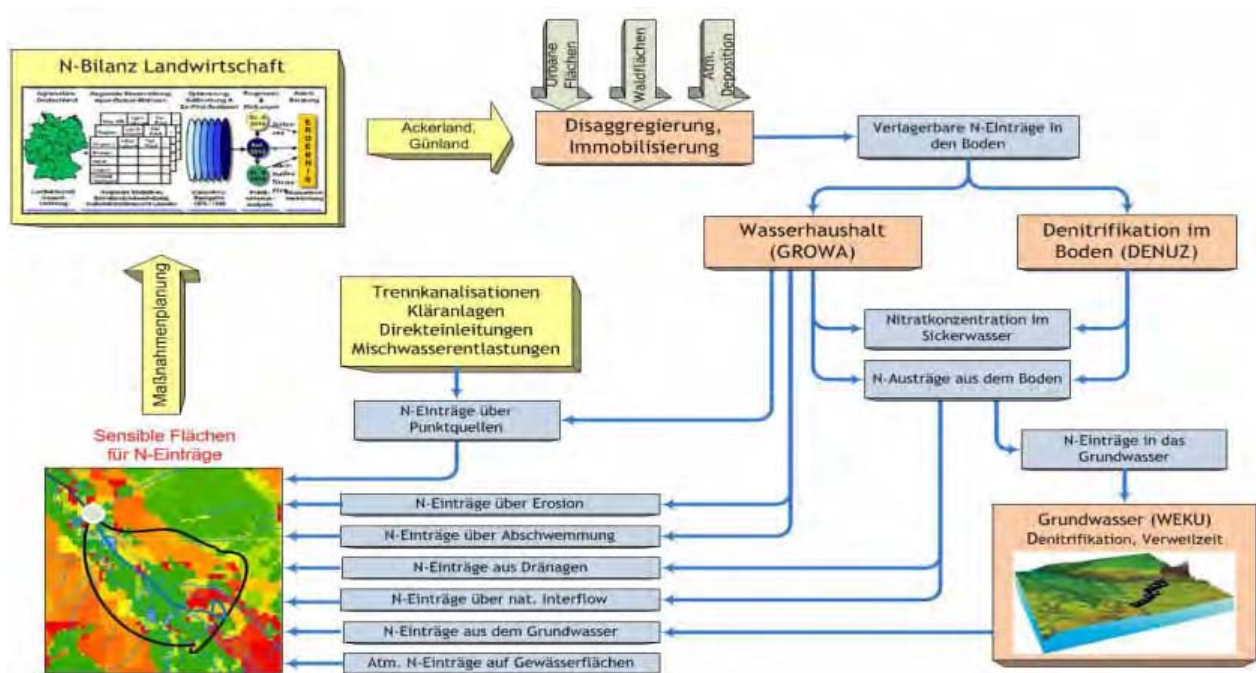 N-Bilanz Landwirtschaft
Agrarsektor
Deutschland
ERGEBNIS
Ackerland,
Günland
Urbane
Flächen
Waldflächen
Atm.
Deposition
Disaggregierung,
Immobilisierung
Verlagerbare N-Einträge in
den Boden
Wasserhaushalt
(GROWA)
Denitrifikation im
Boden (DENUZ)
Maßnahmenplanung
Trennkanalisationen
Kläranlagen
Direkteinleitungen
Mischwasserentlastungen
Nitratkonzentration im
Sickerwasser
N-Austräge aus dem Boden
N-Einträge über
Punktquellen
N-Einträge in das
Grundwasser
Sensible Flächen
für N-Einträge
N-Einträge über Erosion
N-Einträge über Abschwemmung
N-Einträge aus Dränagen
N-Einträge über nat. Interflow
N-Einträge aus dem Grundwasser
Atm. N-Einträge auf Gewässerflächen
Grundwasser (WEKU)
Denitrifikation, Verweilzeit